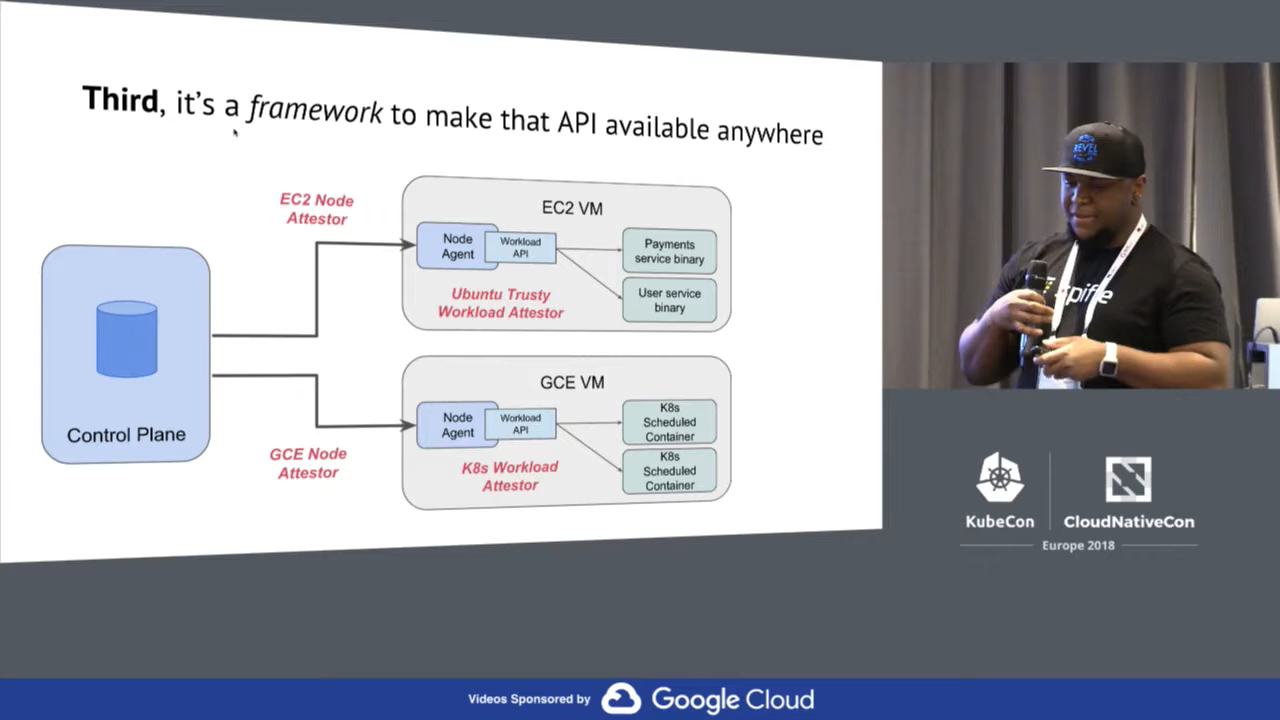 Third, it's a framework to make that API available anywhere
EC2 Node
Attestor
EC2 VM
Node
Agent
Workload
API
Payments
service binary
User service
binary
Ubuntu Trusty
Workload Attestor
Control Plane
GCE Node
Attestor
GCE VM
Node
Agent
Workload
API
K8s
Scheduled
Container
K8s
Scheduled
Container
K8s Workload
Attestor
REVEL
KubeCon
CloudNativeCon
Europe 2018
Videos Sponsored by Google Cloud